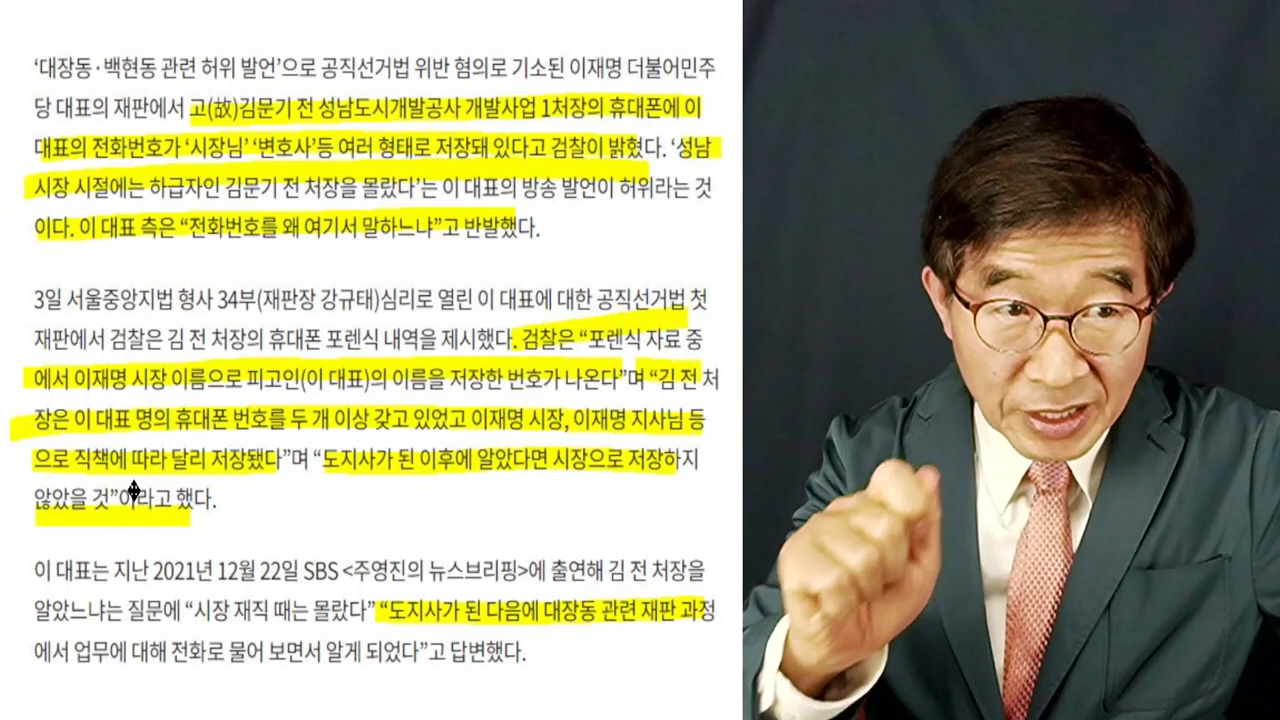 ‘대장동·백현동 관련 허위 발언’으로 공직선거법 위반 혐의로 기소된 이재명 더불어민주
당 대표의 재판에서 고(故)김문기 전 성남도시개발공사 개발사업 1처장의 휴대폰에 이
대표의 전화번호가 ‘시장님’ ‘변호사’등 여러 형태로 저장돼 있다고 검찰이 밝혔다. ‘성남
시장 시절에는 하급자인 김문기 전 처장을 몰랐다’는 이 대표의 방송 발언이 허위라는 것
이다. 이 대표 측은 “전화번호를 왜 여기서 말하느냐”고 반발했다.
3일 서울중앙지법 형사 34부(재판장 강규태)심리로 열린 이 대표에 대한 공직선거법 첫
재판에서 검찰은 김 전 처장의 휴대폰 포렌식 내역을 제시했다. 검찰은 “포렌식 자료 중
에서 이재명 시장 이름으로 피고인(이 대표)의 이름을 저장한 번호가 나온다”며 “김 전 처
장은 이 대표 명의 휴대폰 번호를 두 개 이상 갖고 있었고 이재명 시장, 이재명 지사님 등
으로 직책에 따라 달리 저장됐다”며 “도지사가 된 이후에 알았다면 시장으로 저장하지
않았을 것”이라고 했다.
이 대표는 지난 2021년 12월 22일 SBS <주영진의 뉴스브리핑>에 출연해 김 전 처장을
알았느냐는 질문에 “시장 재직 때는 몰랐다” “도지사가 된 다음에 대장동 관련 재판 과정
에서 업무에 대해 전화로 물어 보면서 알게 되었다”고 답변했다.